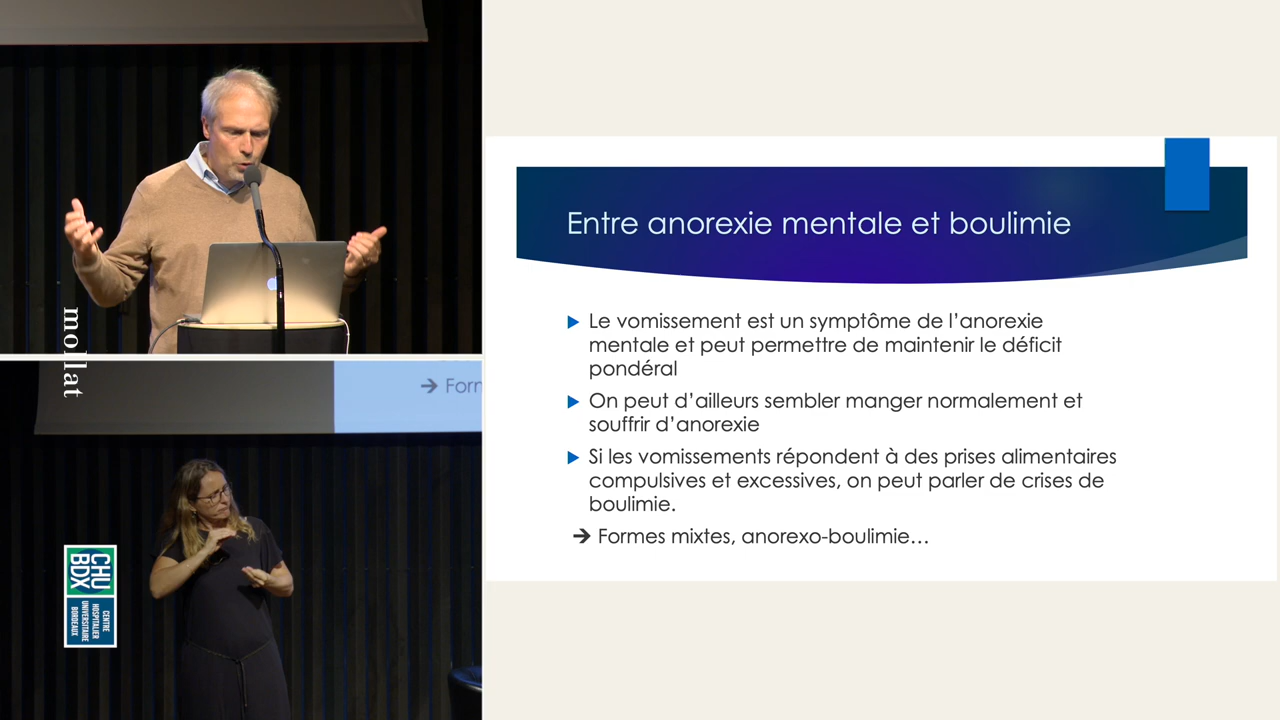 mollat
→ Form
CHU
BDX
CENTRE
HOSPITALIER
UNIVERSITAIRE
BORDEAUX
Entre anorexie mentale et boulimie
Le vomissement est un symptôme de l’anorexie
mentale et peut permettre de maintenir le déficit
pondéral
On peut d’ailleurs sembler manger normalement et
souffrir d’anorexie
Si les vomissements répondent à des prises alimentaires
compulsives et excessives, on peut parler de crises de
boulimie.
→ Formes mixtes, anorexo-boulimie…